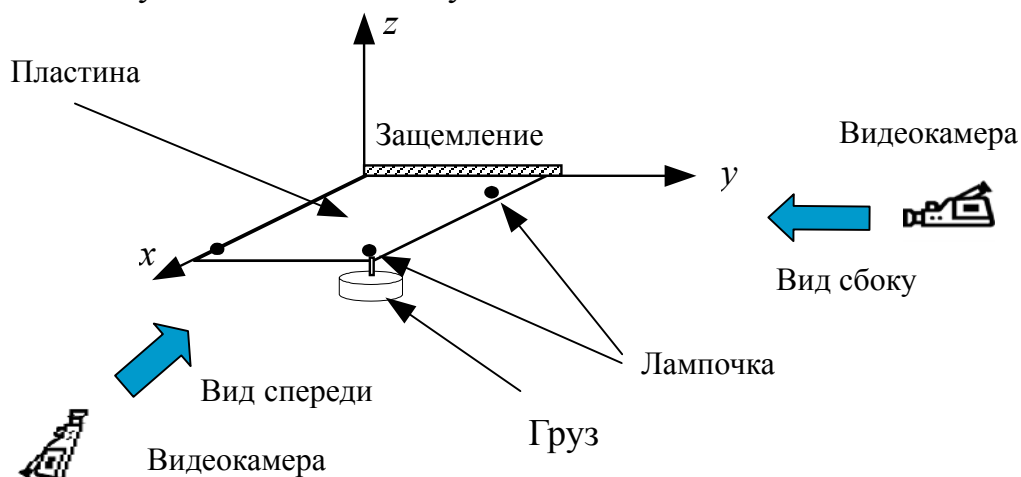 z
Пластина
Защемление
Видеокамера
y
x
Вид сбоку
Лампочка
Вид спереди
Груз
Видеокамера